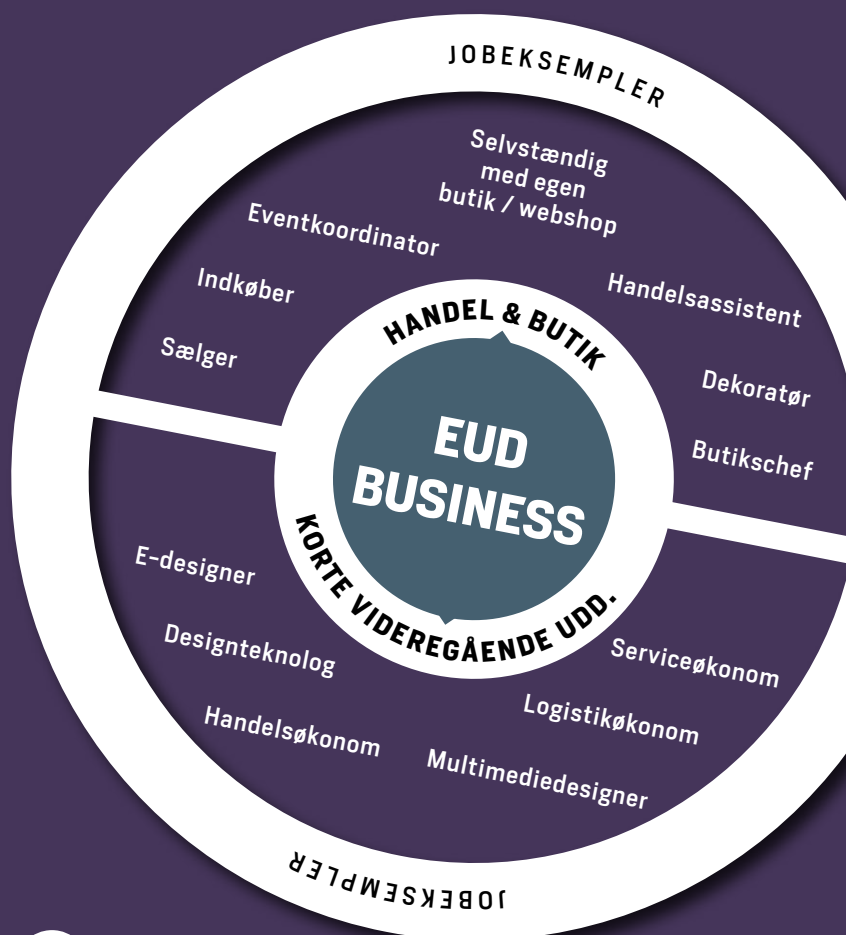 JOBEKSEMPLER
Selvstændig
med egen
butik / webshop
Eventkoordinator
Indkøber
Sælger
Handelsassistent
Dekoratør
Butikschef
HANDEL & BUTIK
EUD
BUSINESS
KORTE VIDEREGÅENDE UDD.
E-designer
Designteknolog
Handelsøkonom
Serviceøkonom
Logistikøkonom
Multimediedesigner
JOBEKSEMPLER